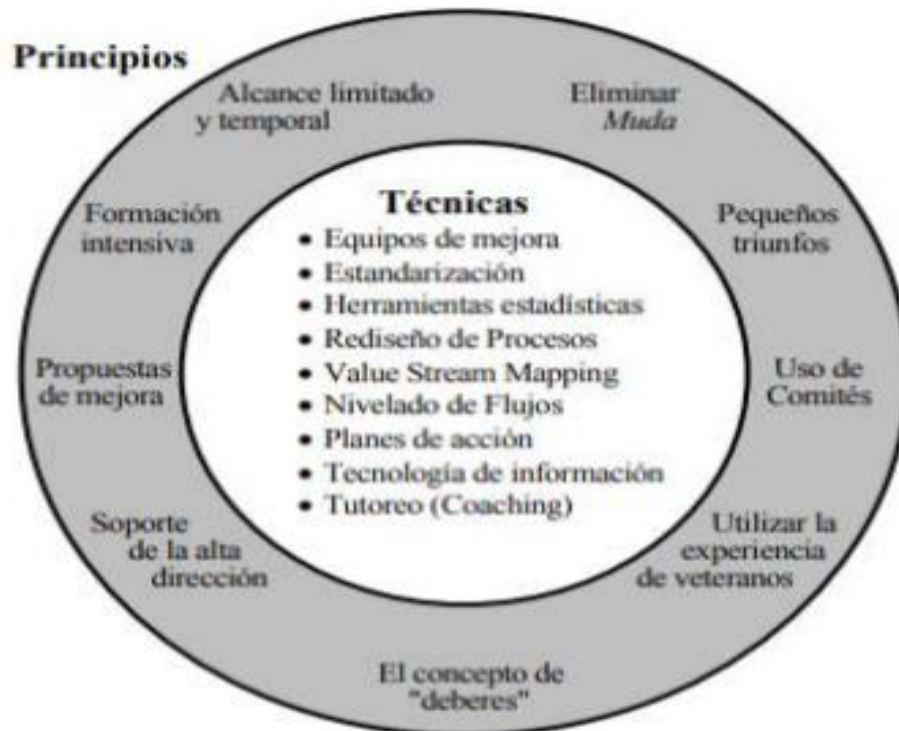 Principios
Alcance limitado
y temporal
Eliminar
Muda
Formación
intensiva
Pequeños
triunfos
Propuestas
de mejora
Uso de
Comités
Soporte
de la alta
dirección
Utilizar la
experiencia
de veteranos
El concepto de
"deberes"
Técnicas
• Equipos de mejora
• Estandarización
• Herramientas estadísticas
• Rediseño de Procesos
• Value Stream Mapping
• Nivelado de Flujos
• Planes de acción
• Tecnología de información
• Tutoreo (Coaching)